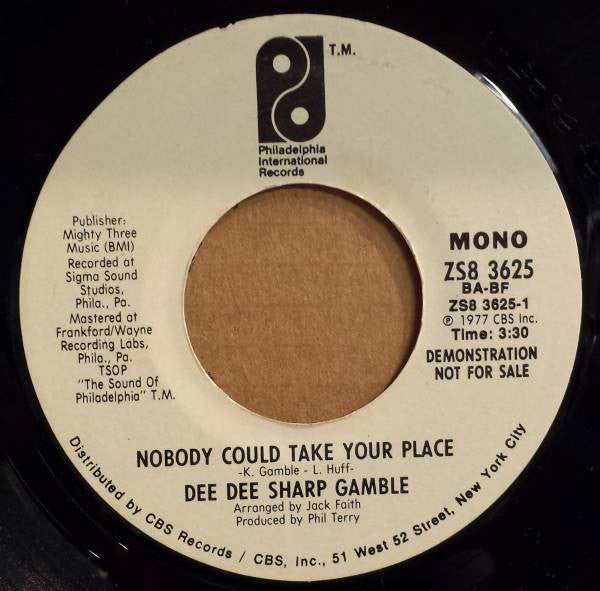 T.M.
Philadelphia
International
Records
Publisher:
Mighty Three
Music (BMI)
Recorded at
Sigma Sound
Studios,
Phila., Pa.
Mastered at
Frankford/Wayne
Recording Labs,
Phila., Pa.
TSOP
"The Sound Of
Philadelphia" T.M.
MONO
ZS8 3625
BA-BF
ZS8 3625-1
℗ 1977 CBS Inc.
Time: 3:30
DEMONSTRATION
NOT FOR SALE
NOBODY COULD TAKE YOUR PLACE
-K. Gamble - L. Huff-
DEE DEE SHARP GAMBLE
Arranged by Jack Faith
Produced by Phil Terry
Distributed by CBS Records / CBS, Inc., 51 West 52 Street, New York City